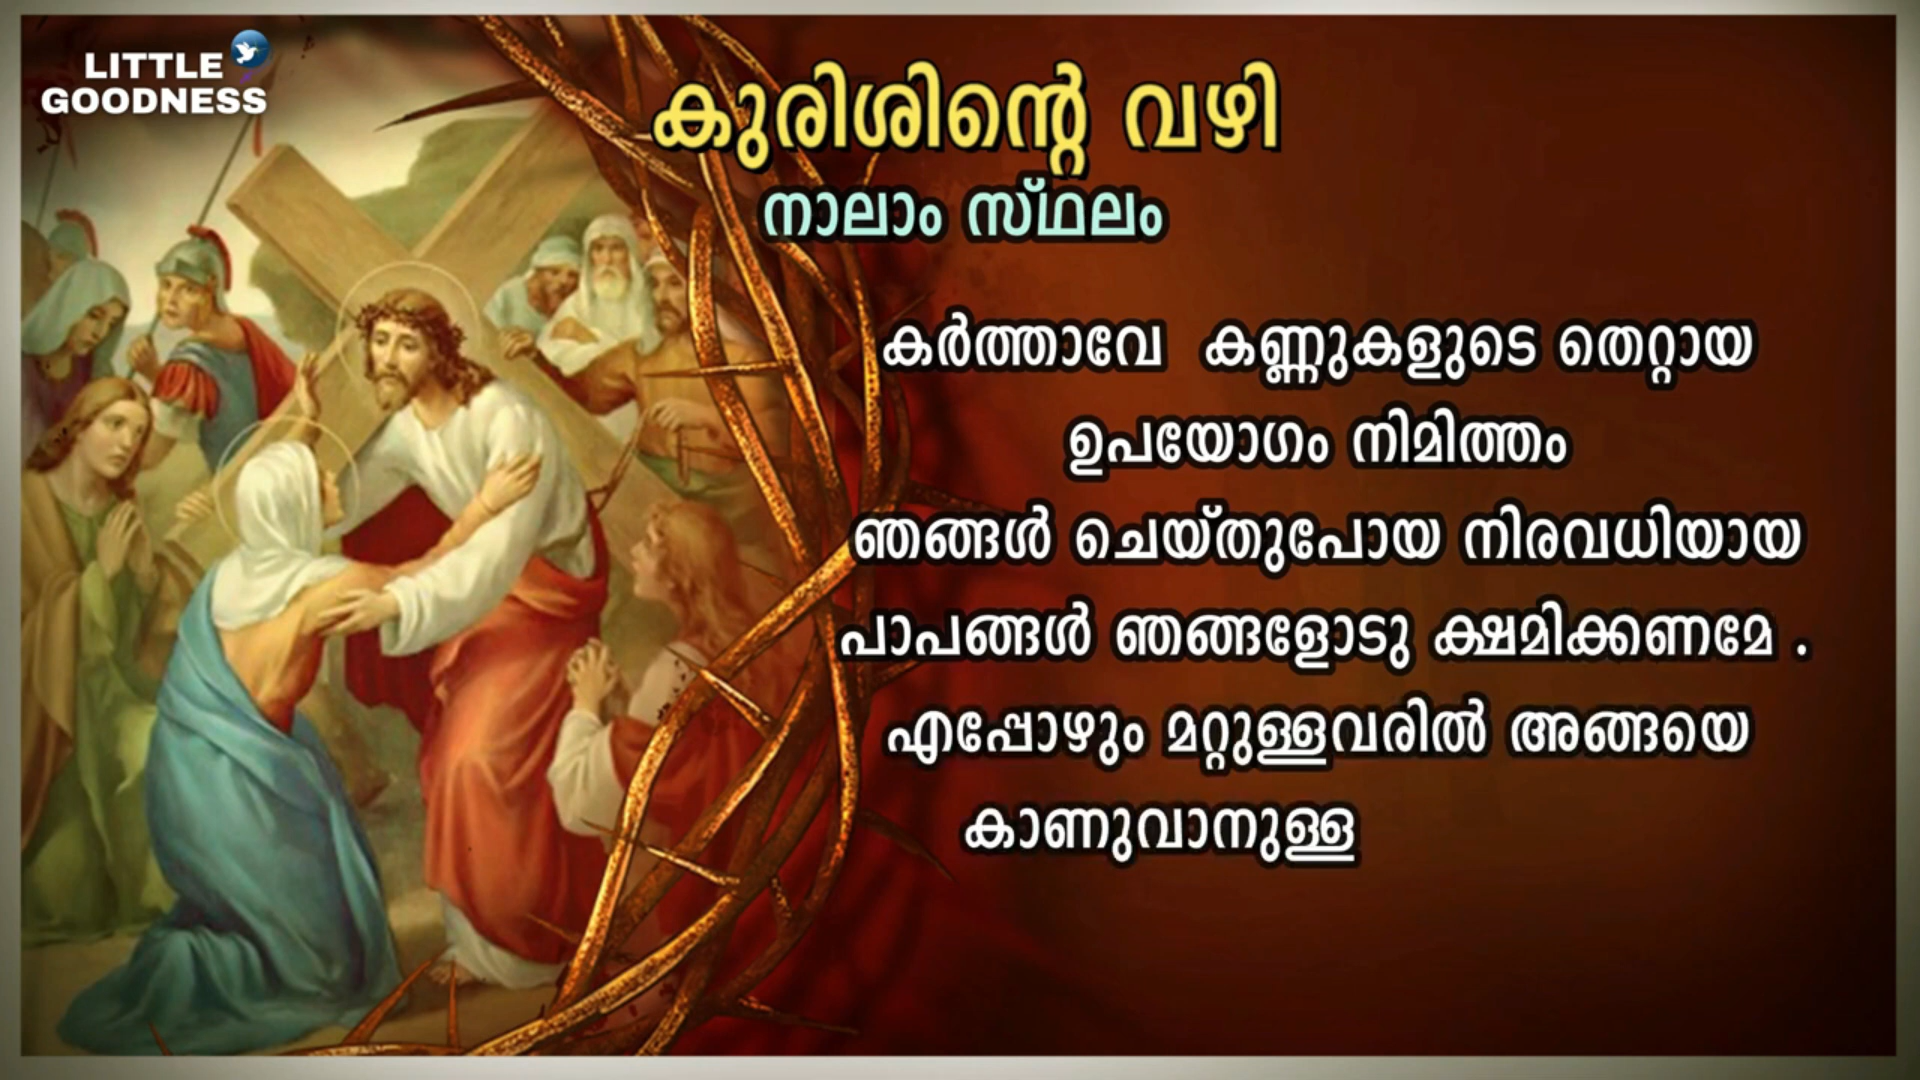 LITTLE
GOODNESS
കുരിശിന്റെ വഴി
നാലാം സ്ഥലം
കർത്താവേ കണ്ണുകളുടെ തെറ്റായ
ഉപയോഗം നിമിത്തം
ഞങ്ങൾ ചെയ്തുപോയ നിരവധിയായ
പാപങ്ങൾ ഞങ്ങളോടു ക്ഷമിക്കണമേ .
എപ്പോഴും മറ്റുള്ളവരിൽ അങ്ങയെ
കാണുവാനുള്ള